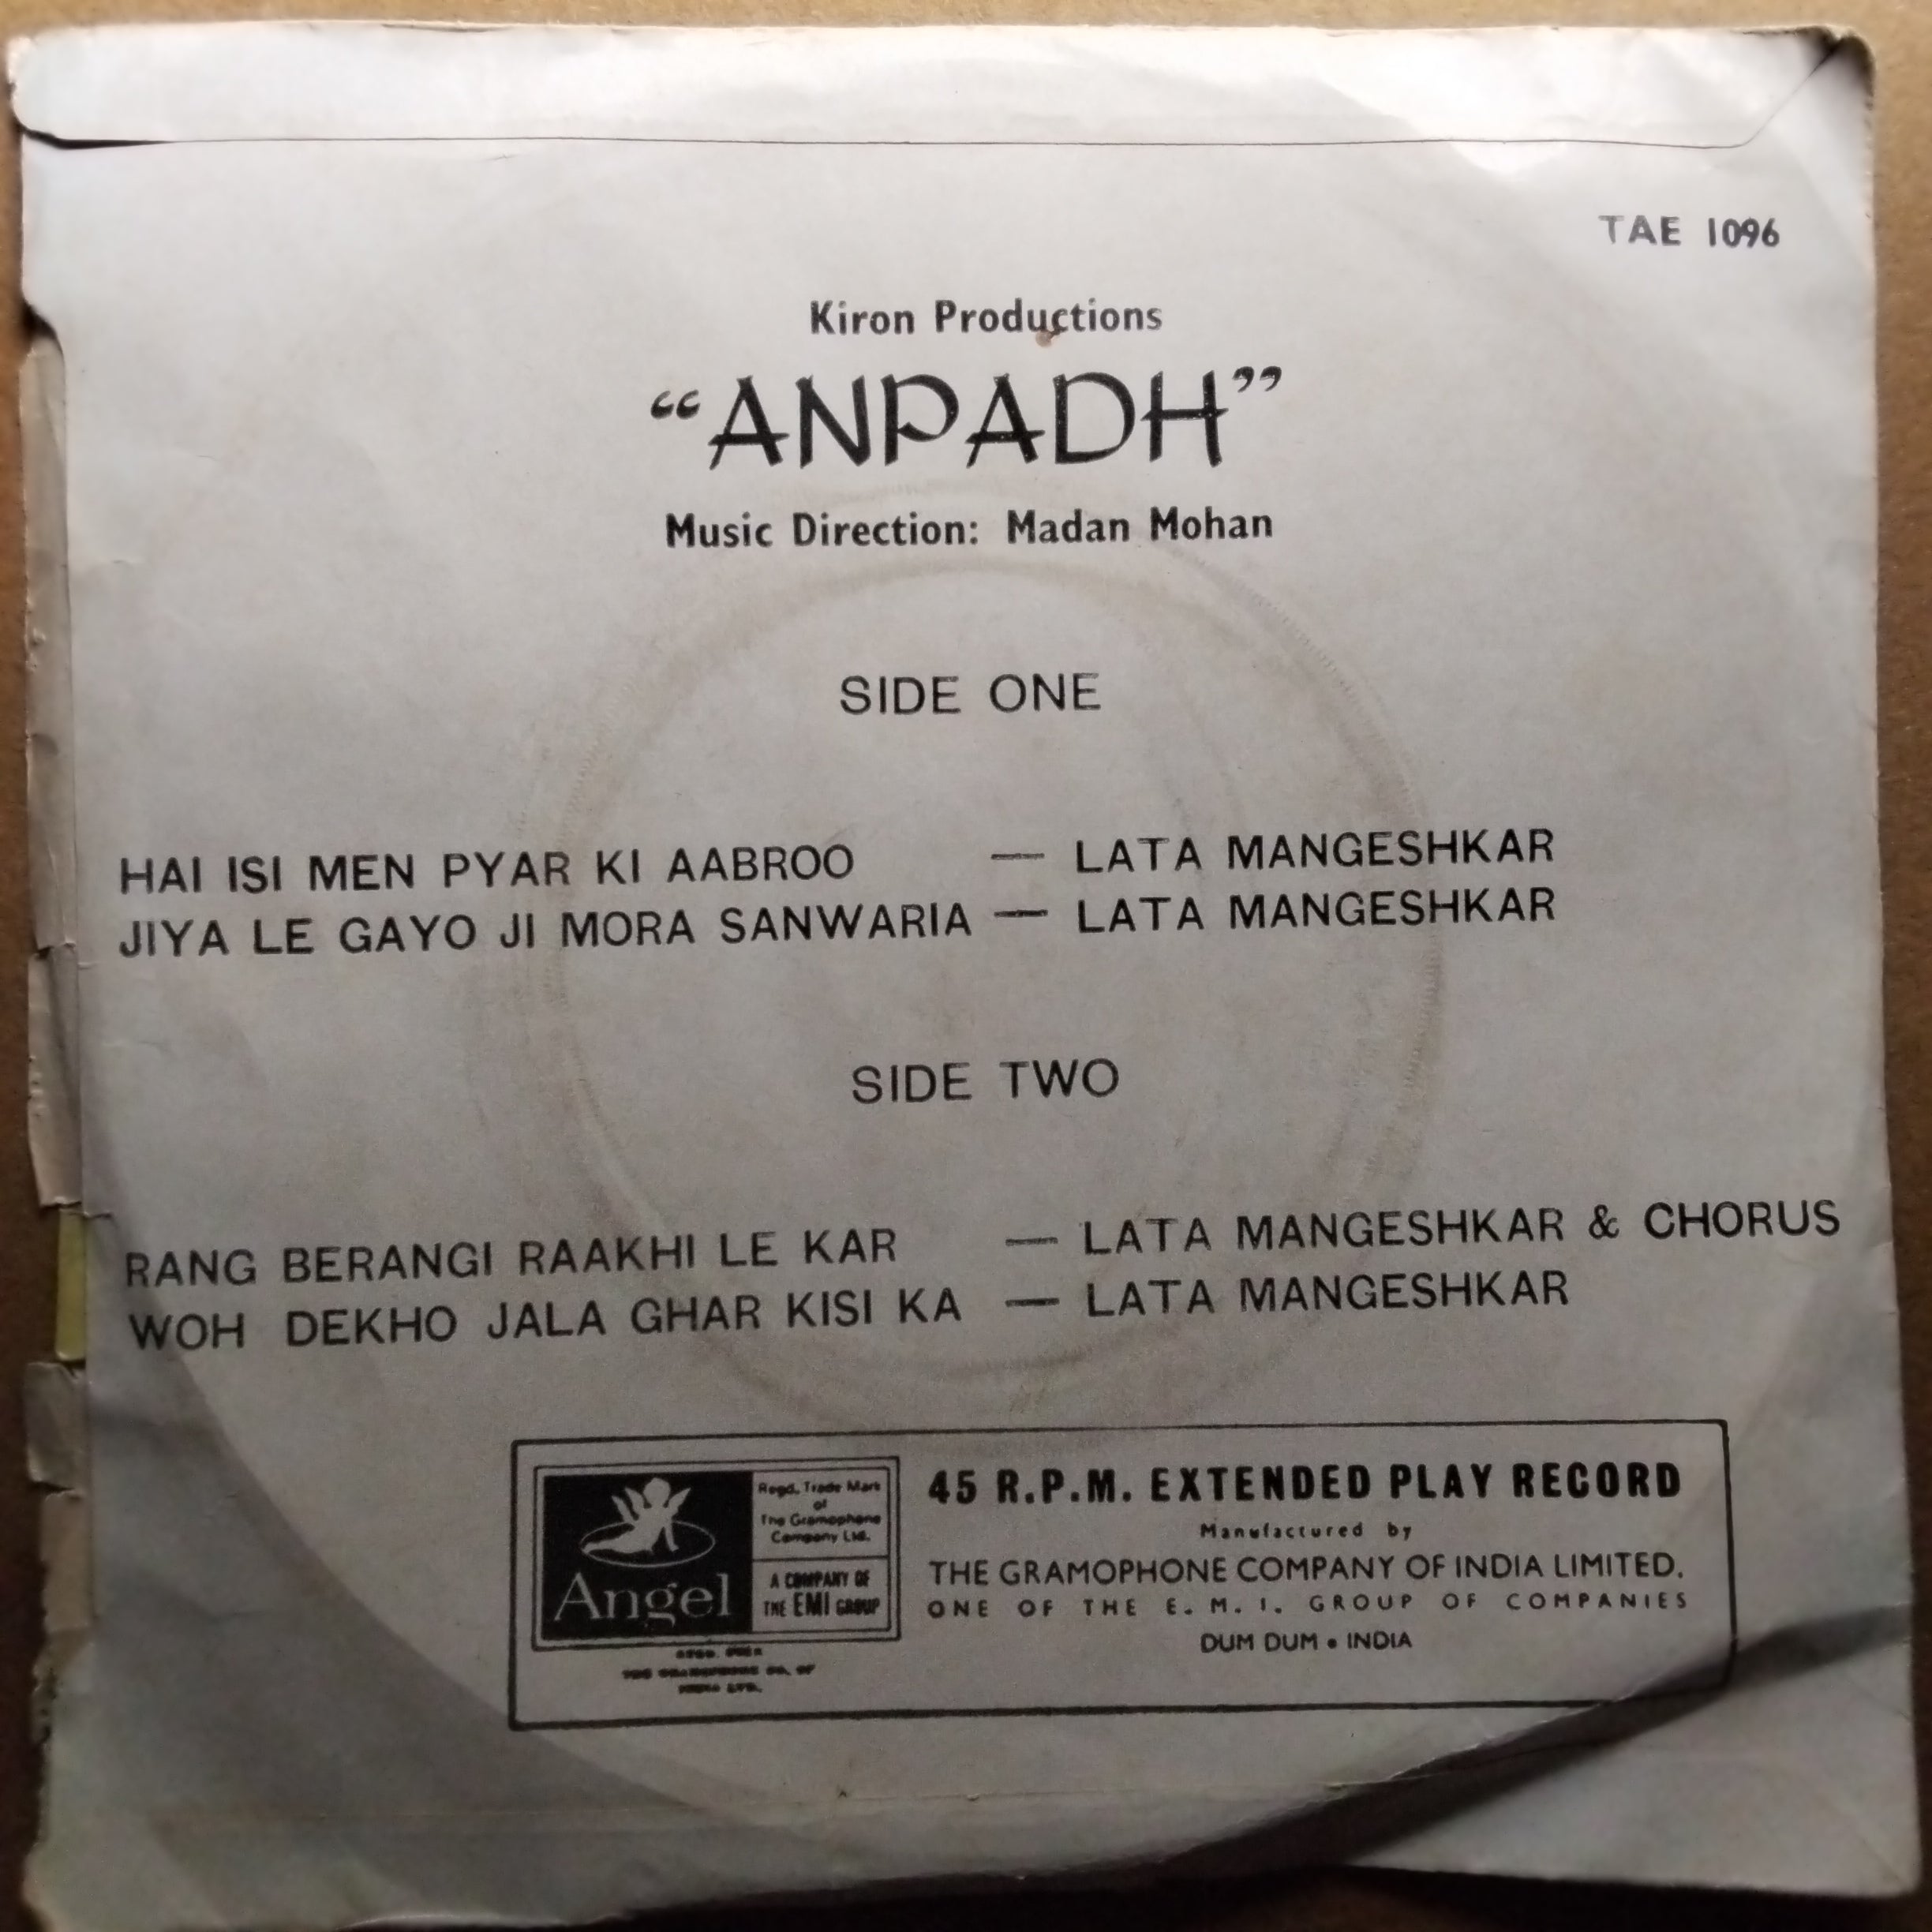 TAE 1096
Kiron Productions
“ANPADH”
Music Direction: Madan Mohan
SIDE ONE
HAI ISI MEN PYAR KI AABROO — LATA MANGESHKAR
JIYA LE GAYO JI MORA SANWARIA — LATA MANGESHKAR
SIDE TWO
RANG BERANGI RAAKHI LE KAR — LATA MANGESHKAR & CHORUS
WOH DEKHO JALA GHAR KISI KA — LATA MANGESHKAR
Angel
Regd. Trade Mark
of
The Gramophone
Company Ltd.
A COMPANY OF
THE EMI GROUP
45 R.P.M. EXTENDED PLAY RECORD
Manufactured by
THE GRAMOPHONE COMPANY OF INDIA LIMITED.
ONE OF THE E. M. I. GROUP OF COMPANIES
DUM DUM • INDIA